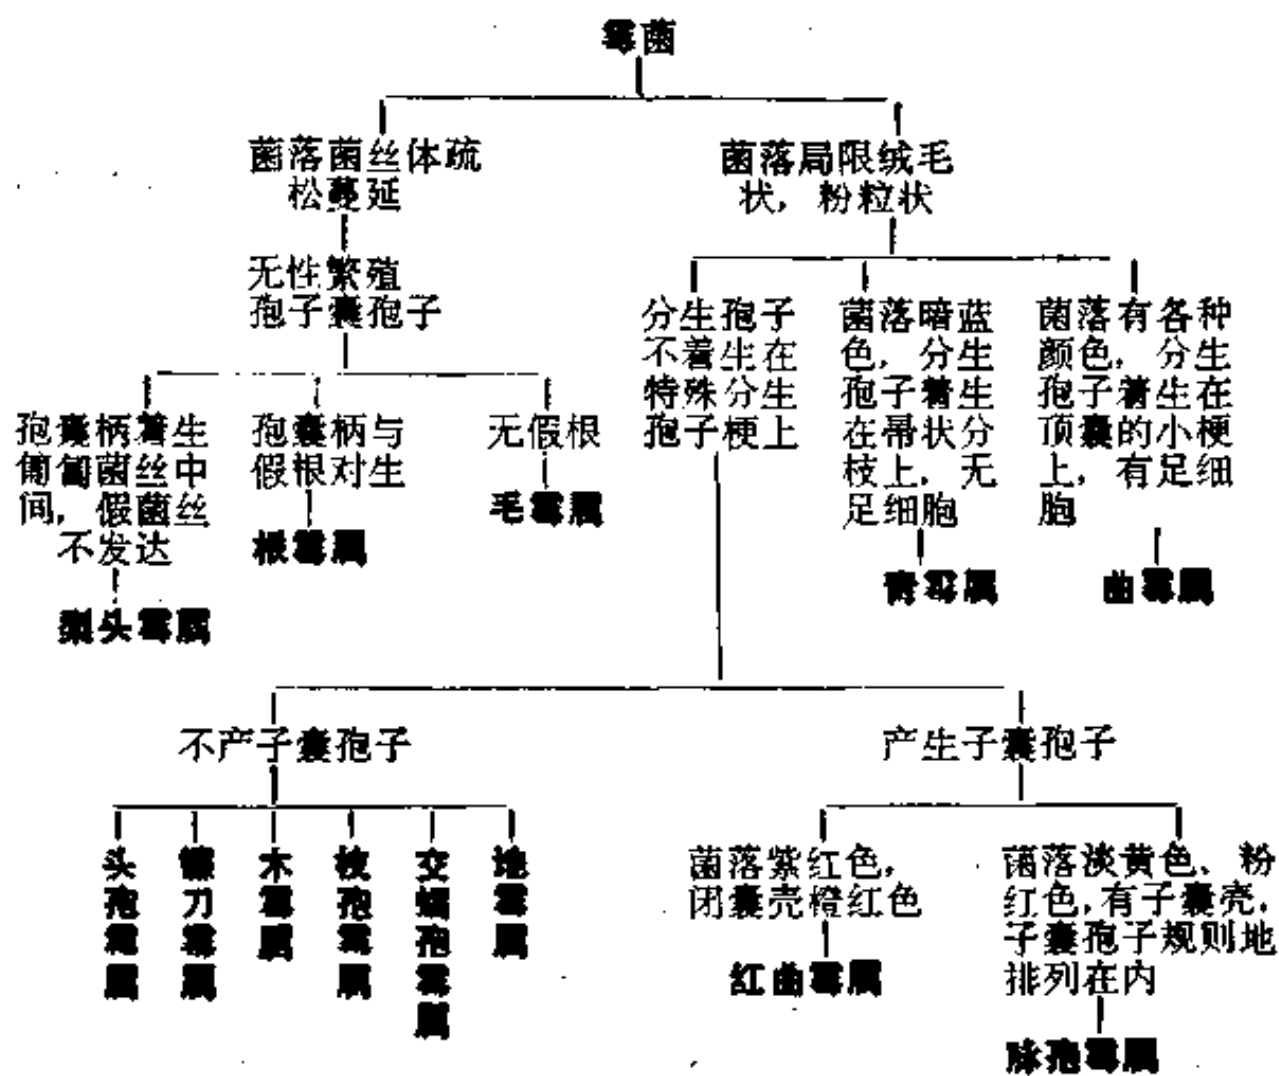 霉菌
菌落菌丝体疏
松蔓延
菌落局限绒毛
状，粉粒状
无性繁殖
孢子囊孢子
孢囊柄着生
匍匐菌丝中
间，假菌丝
不发达
犁头霉属
孢囊柄与
假根对生
根霉属
无假根
毛霉属
分生孢子
不着生在
特殊分生
孢子梗上
菌落暗蓝
色，分生
孢子着生
在帚状分
枝上，无
足细胞
青霉属
菌落有各种
颜色，分生
孢子着生在
顶囊的小梗
上，有足细
胞
曲霉属
不产子囊孢子
头孢霉属
镰刀霉属
木霉属
枝孢霉属
交链孢霉属
地霉属
产生子囊孢子
菌落紫红色，
闭囊壳橙红色
红曲霉属
菌落淡黄色、粉
红色，有子囊壳，
子囊孢子规则地
排列在内
脉孢霉属